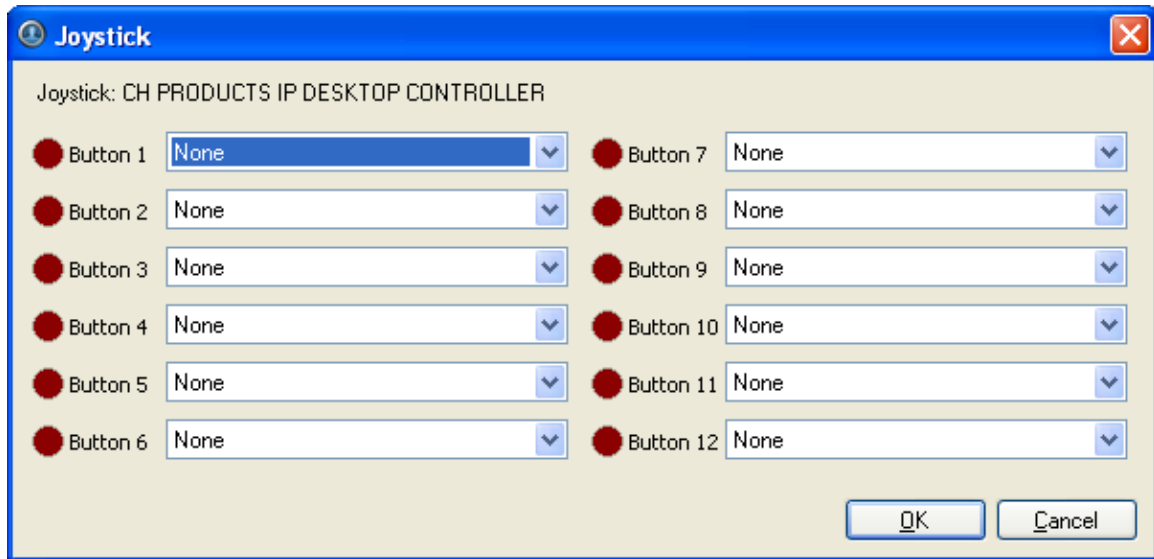 Joystick
Joystick: CH PRODUCTS IP DESKTOP CONTROLLER
Button 1 None
Button 7 None
Button 2 None
Button 8 None
Button 3 None
Button 9 None
Button 4 None
Button 10 None
Button 5 None
Button 11 None
Button 6 None
Button 12 None
OK
Cancel